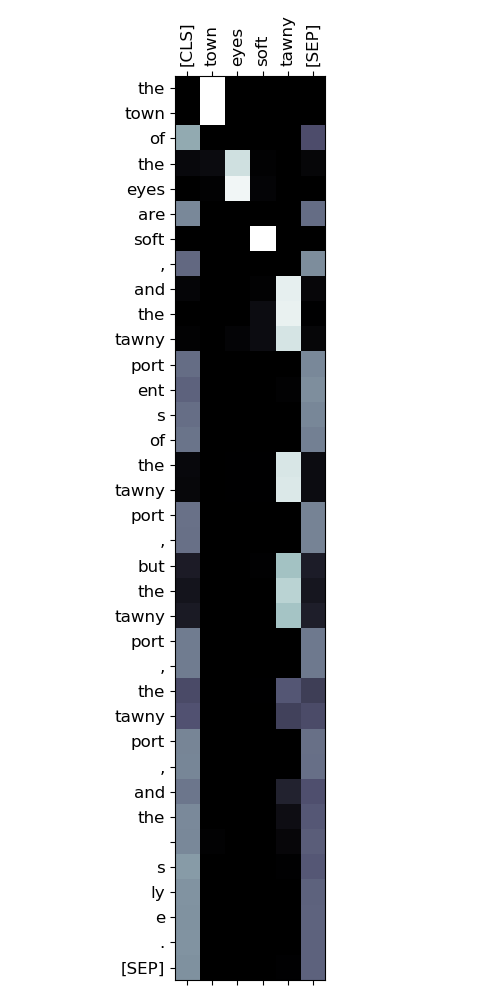 [CLS] town eyes soft tawny [SEP]
the
town
of
the
eyes
are
soft
,
and
the
tawny
port
ent
s
of
the
tawny
port
,
but
the
tawny
port
,
the
tawny
port
,
and
the
s
ly
e
.
[SEP]